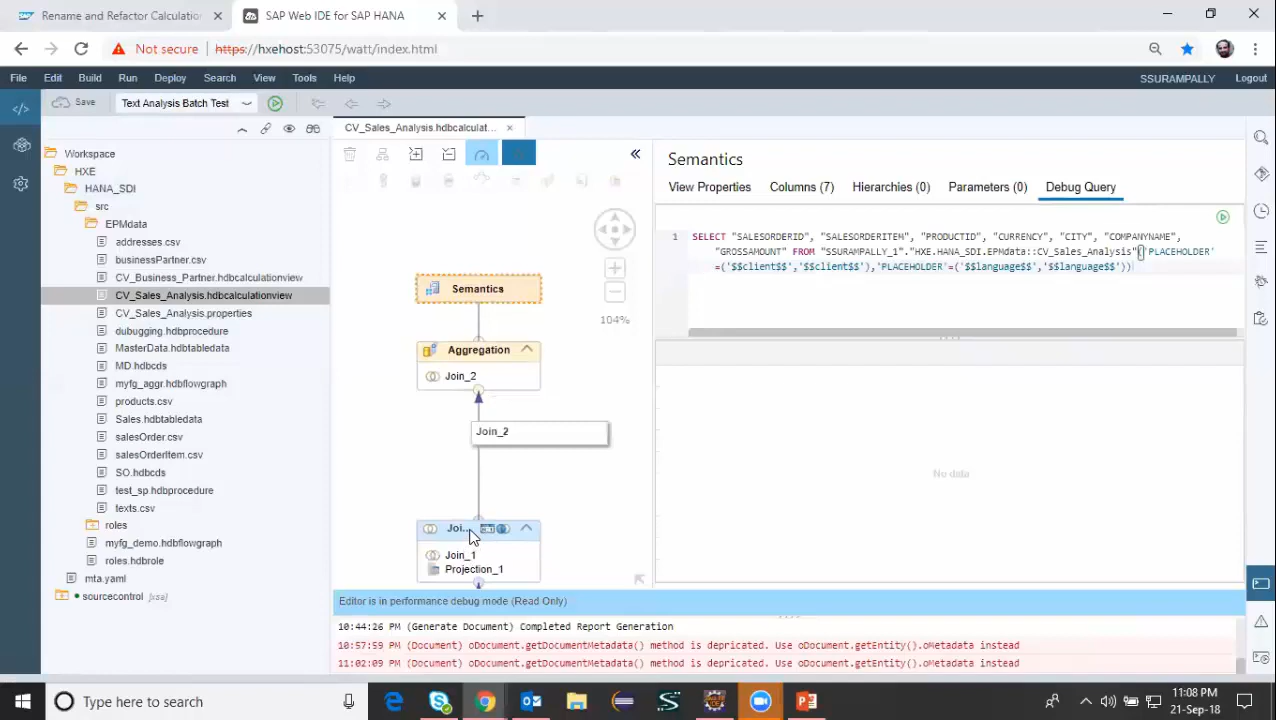 Rename and Refactor Calculation
SAP Web IDE for SAP HANA
Not secure
https://hxehost:53075/watt/index.html
File Edit Build Run Deploy Search View Tools Help
SSURAMPALLY Logout
Save
Text Analysis Batch Test
CV_Sales_Analysis.hdbcalculat...
Workspace
HXE
HANA_SDI
src
EPMdata
addresses.csv
businessPartner.csv
CV_Business_Partner.hdbcalculationview
CV_Sales_Analysis.hdbcalculationview
CV_Sales_Analysis.properties
dubugging.hdbprocedure
MasterData.hdbtabledata
MD.hdbcds
myfg_aggr.hdbflowgraph
products.csv
Sales.hdbtabledata
salesOrder.csv
salesOrderItem.csv
SO.hdbcds
test_sp.hdbprocedure
texts.csv
roles
myfg_demo.hdbflowgraph
roles.hdbrole
mta.yaml
sourcecontrol [ssa]
Semantics
Aggregation
Join_2
Join_2
Joi...
Join_1
Projection_1
104%
Semantics
View Properties Columns (7) Hierarchies (0) Parameters (0) Debug Query
1 SELECT "SALESORDERID", "SALESORDERITEM", "PRODUCTID", "CURRENCY", "CITY", "COMPANYNAME",
"GROSSAMOUNT" FROM "SSURAMPALLY_1"."HXE.HANA_SDI.EPMdata::CV_Sales_Analysis"('PLACEHOLDER'
=('$$client$$','$$client$$'),'PLACEHOLDER'=('$$language$$','$$language$$'))
No data
Editor is in performance debug mode (Read Only)
10:44:26 PM (Generate Document) Completed Report Generation
10:57:59 PM (Document) oDocument.getDocumentMetadata() method is depricated. Use oDocument.getEntity().oMetadata instead
11:02:09 PM (Document) oDocument.getDocumentMetadata() method is depricated. Use oDocument.getEntity().oMetadata instead
Type here to search
11:08 PM
21-Sep-18